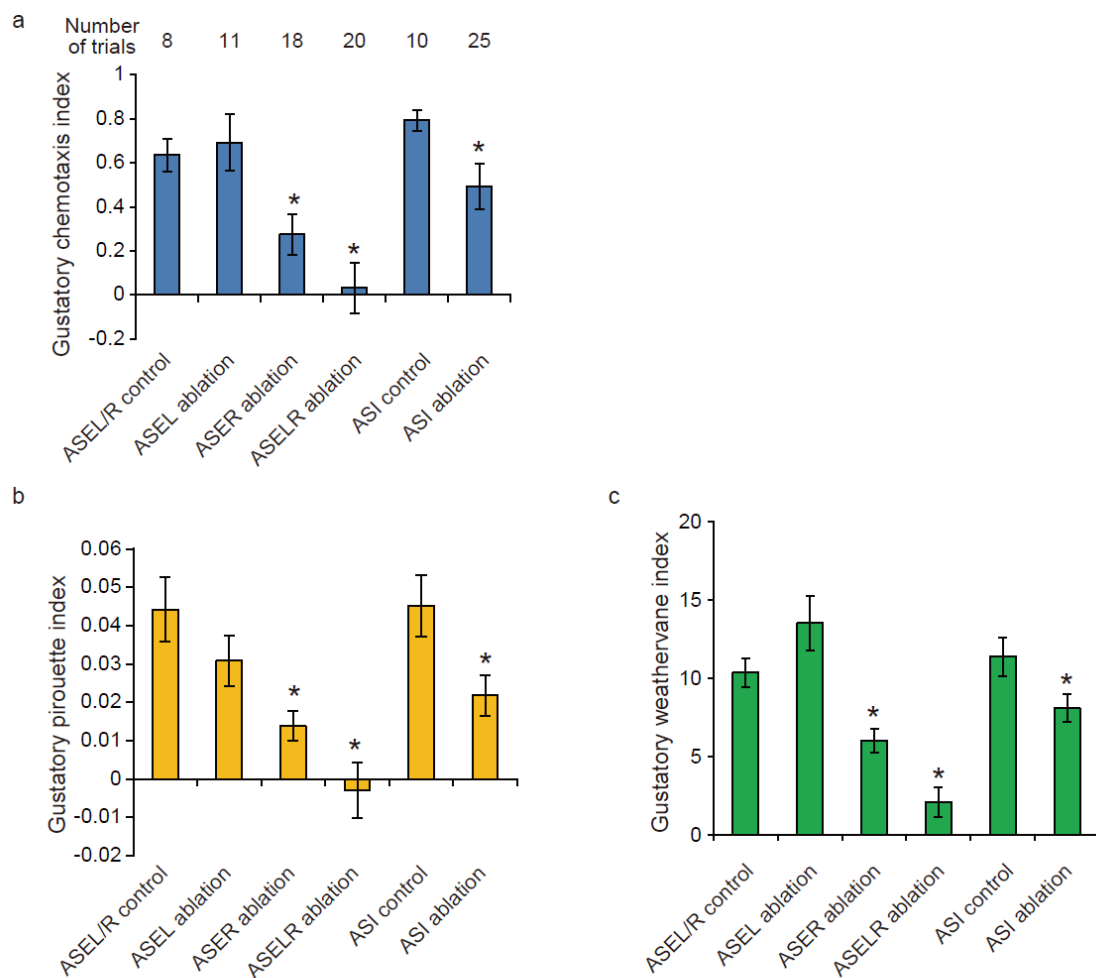 a
Number of trials 8 11 18 20 10 25
Gustatory chemotaxis index
1
0.8
0.6
0.4
0.2
0
-0.2
* * *
ASEL/R control
ASEL ablation
ASER ablation
ASELR ablation
ASI control
ASI ablation
b
Gustatory pirouette index
0.06
0.05
0.04
0.03
0.02
0.01
0
-0.01
-0.02
* * *
ASEL/R control
ASEL ablation
ASER ablation
ASELR ablation
ASI control
ASI ablation
c
Gustatory weathervane index
20
15
10
5
0
* * *
ASEL/R control
ASEL ablation
ASER ablation
ASELR ablation
ASI control
ASI ablation